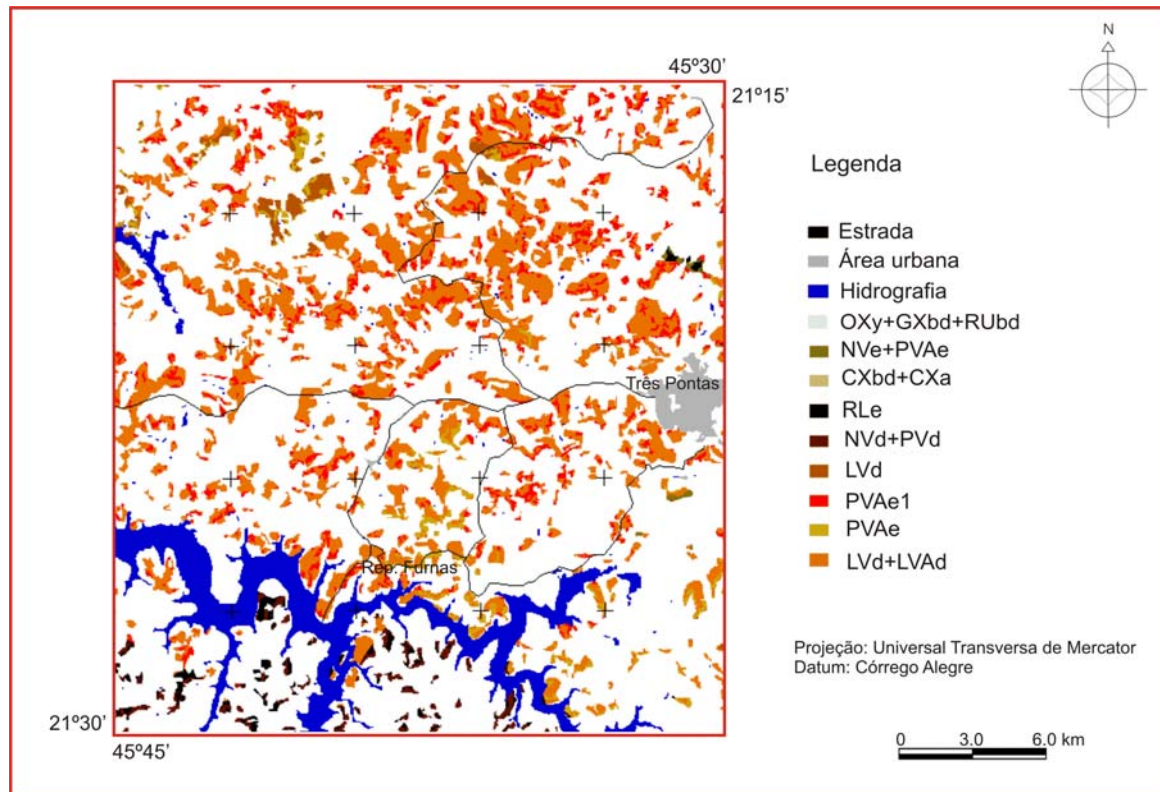 N
45º30'
21º15'
Legenda
Estrada
Área urbana
Hidrografia
OXy+GXbd+RUbd
NVe+PVAe
CXbd+CXa
RLe
NVd+PVd
LVd
PVAe1
PVAe
LVd+LVAd
Três Pontas
Rep. Furnas
Projeção: Universal Transversa de Mercator
Datum: Córrego Alegre
21º30'
45º45'
0 3.0 6.0 km